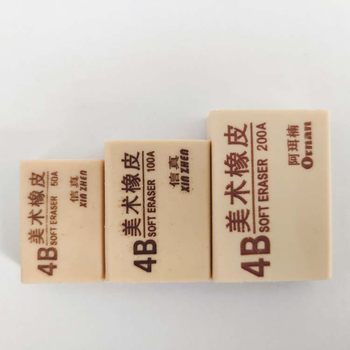 4B 美术橡皮
SOFT ERASER 50A
信真
XIN ZHEN
4B 美术橡皮
SOFT ERASER 100A
信真
XIN ZHEN
4B 美术橡皮
SOFT ERASER 200A
阿珥楠
Ornan